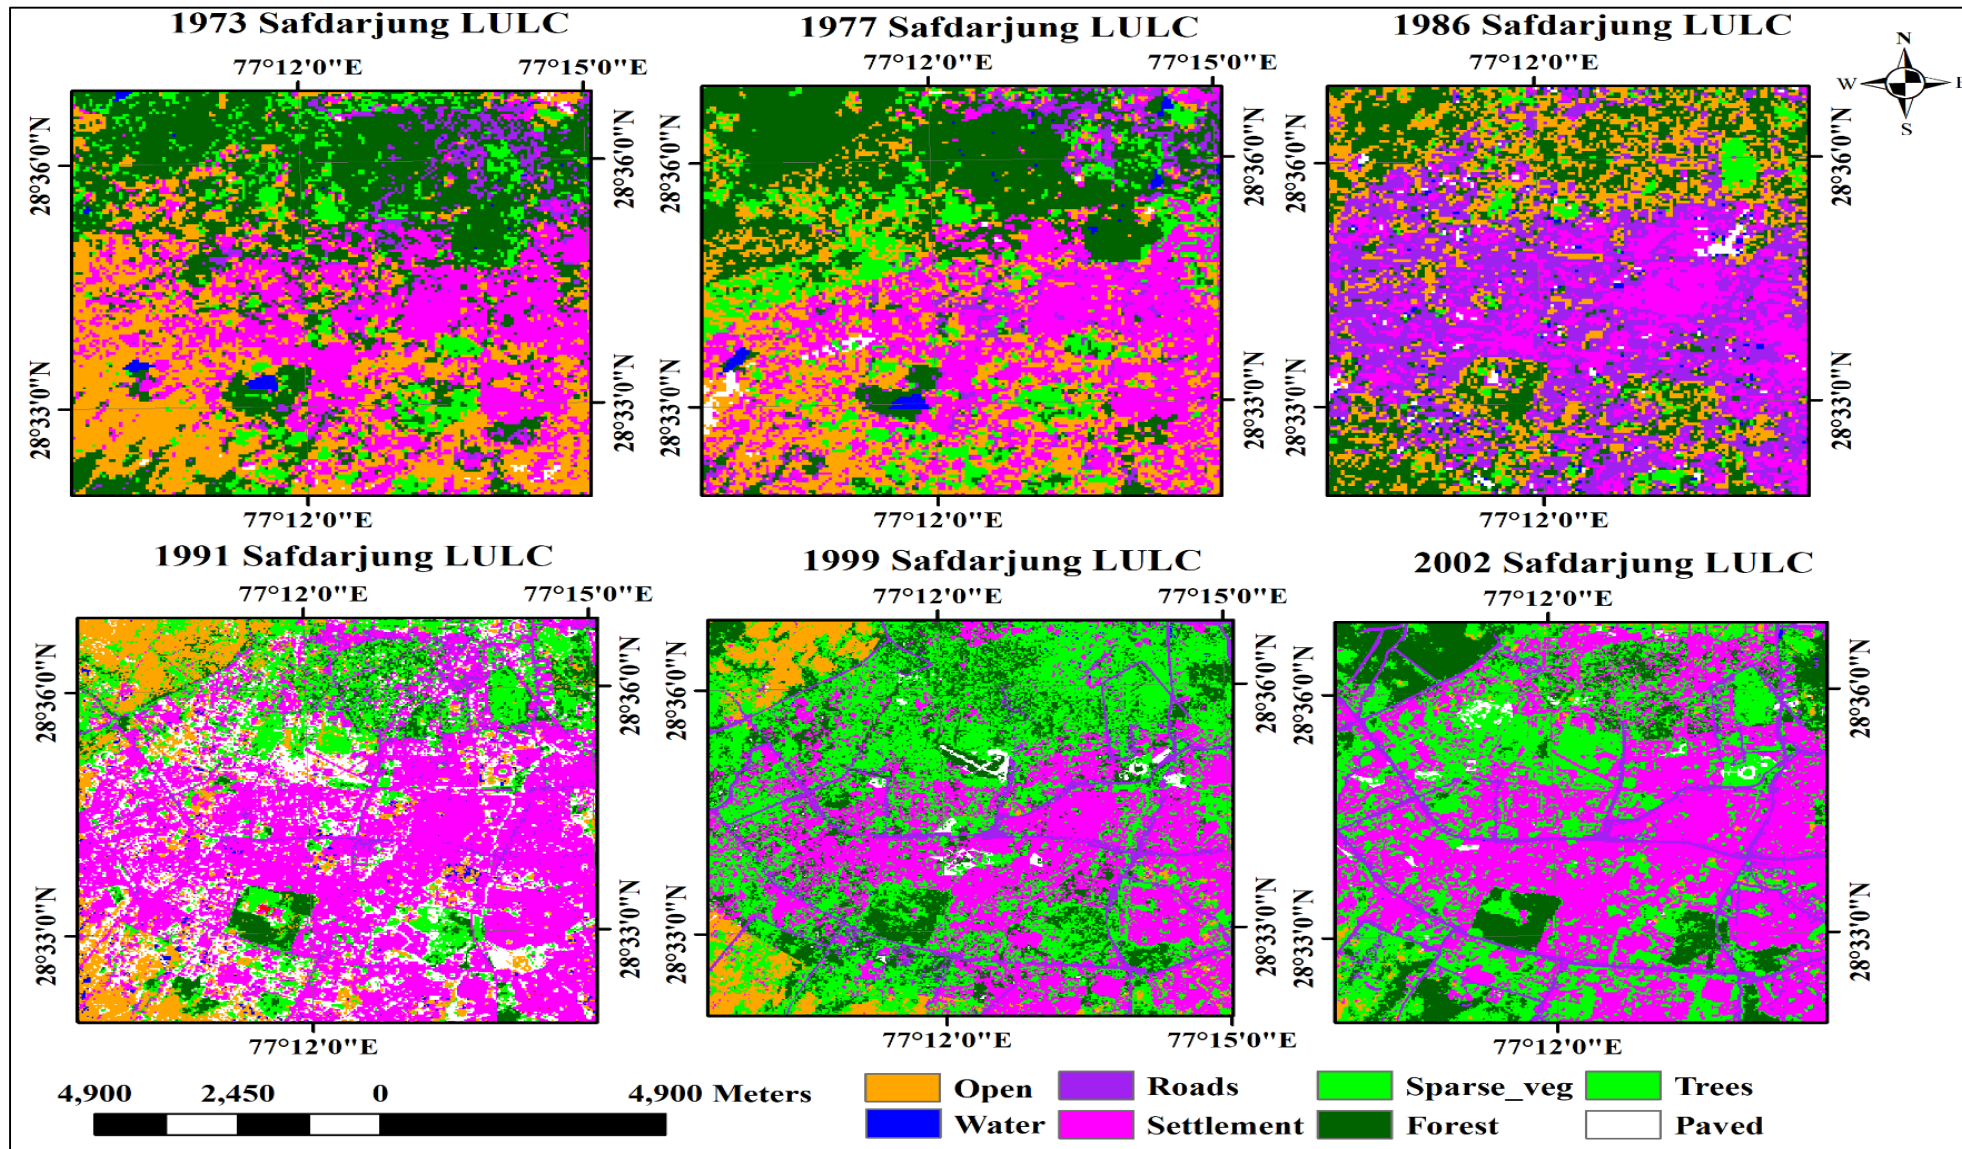 1973 Safdarjung LULC
1977 Safdarjung LULC
1986 Safdarjung LULC
77°12'0"E
77°15'0"E
77°12'0"E
77°15'0"E
77°12'0"E
N
W
E
S
28°36'0"N
28°36'0"N
28°36'0"N
28°36'0"N
28°36'0"N
28°36'0"N
28°33'0"N
28°33'0"N
28°33'0"N
28°33'0"N
28°33'0"N
28°33'0"N
77°12'0"E
77°12'0"E
77°12'0"E
1991 Safdarjung LULC
1999 Safdarjung LULC
2002 Safdarjung LULC
77°12'0"E
77°15'0"E
77°12'0"E
77°15'0"E
77°12'0"E
28°36'0"N
28°36'0"N
28°36'0"N
28°36'0"N
28°36'0"N
28°36'0"N
28°33'0"N
28°33'0"N
28°33'0"N
28°33'0"N
28°33'0"N
28°33'0"N
77°12'0"E
77°12'0"E
77°15'0"E
77°12'0"E
4,900 2,450 0 4,900 Meters
Open Roads Sparse_veg Trees
Water Settlement Forest Paved